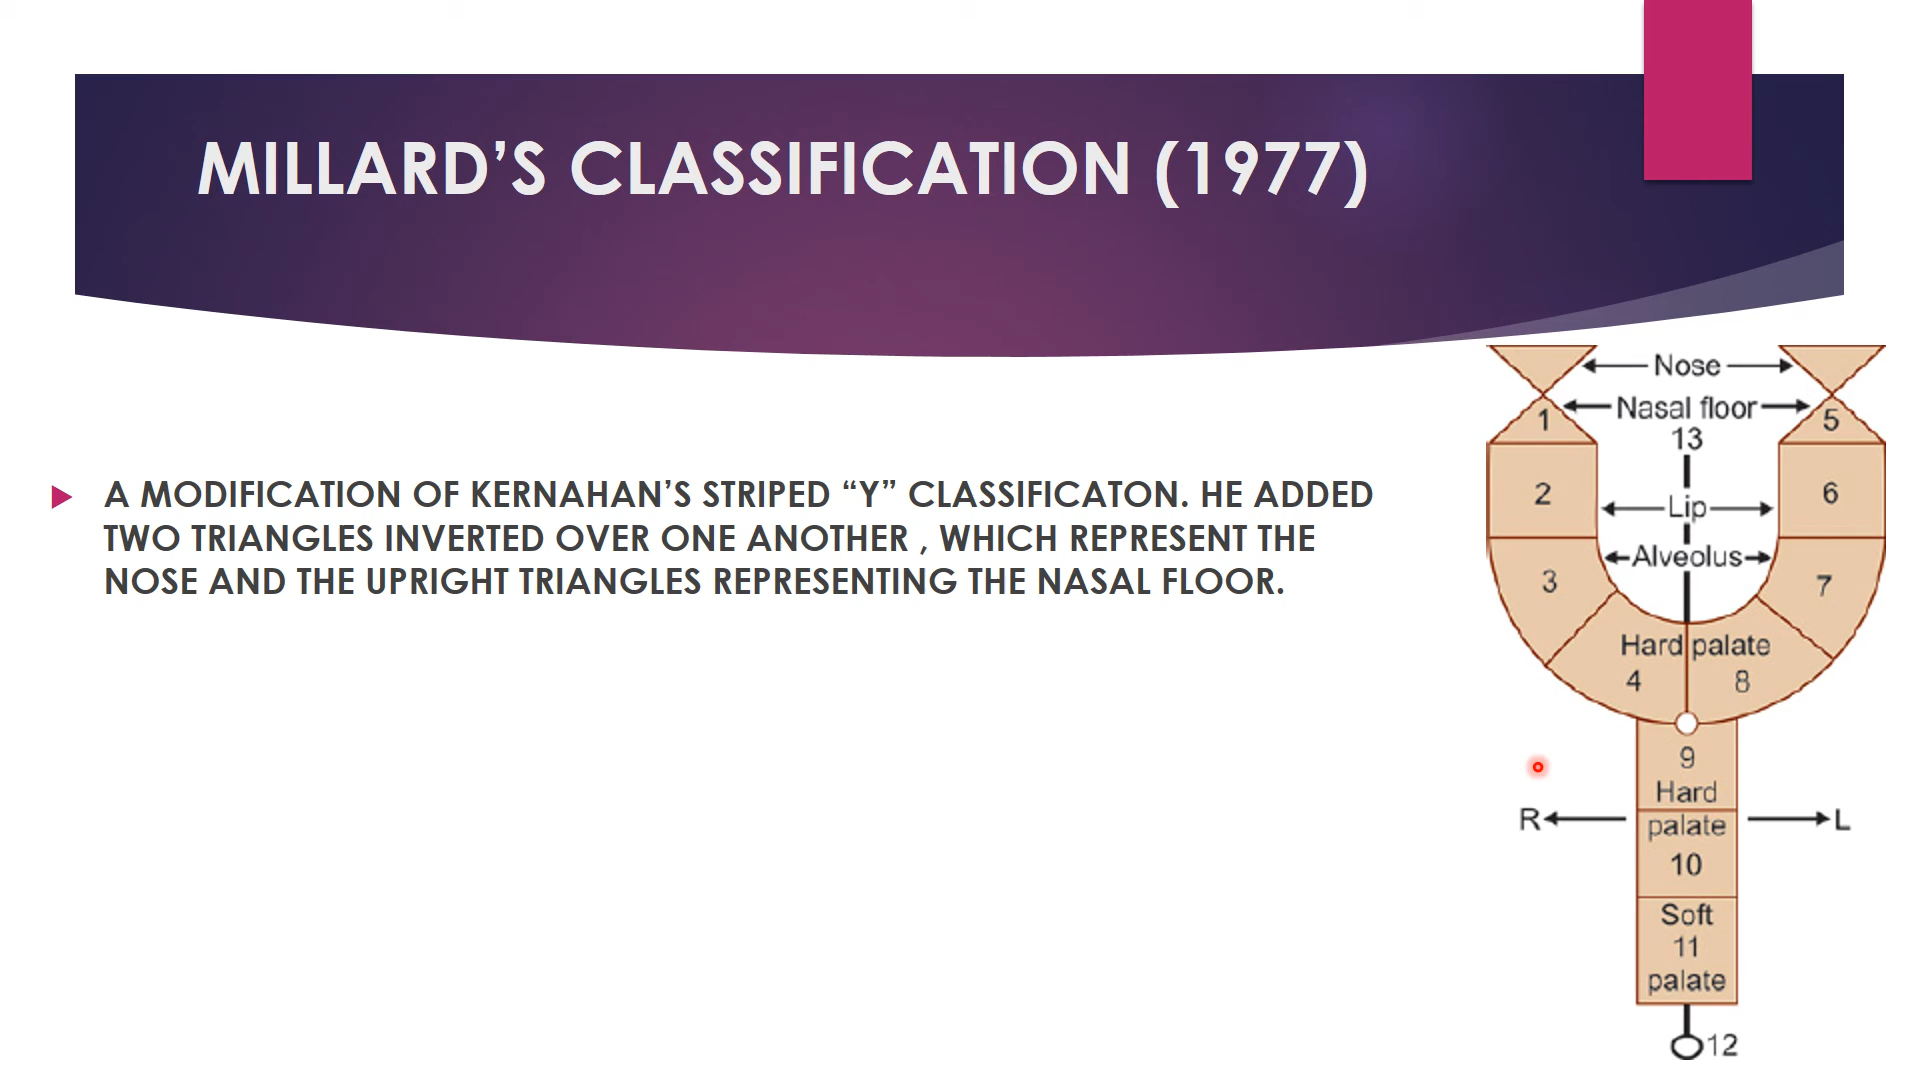 MILLARD’S CLASSIFICATION (1977)
A MODIFICATION OF KERNAHAN’S STRIPED “Y” CLASSIFICATON. HE ADDED
TWO TRIANGLES INVERTED OVER ONE ANOTHER , WHICH REPRESENT THE
NOSE AND THE UPRIGHT TRIANGLES REPRESENTING THE NASAL FLOOR.
Nose
1 Nasal floor 5
13
2 Lip 6
Alveolus
3 7
Hard palate
4 8
9
Hard
R palate L
10
Soft
11
palate
12